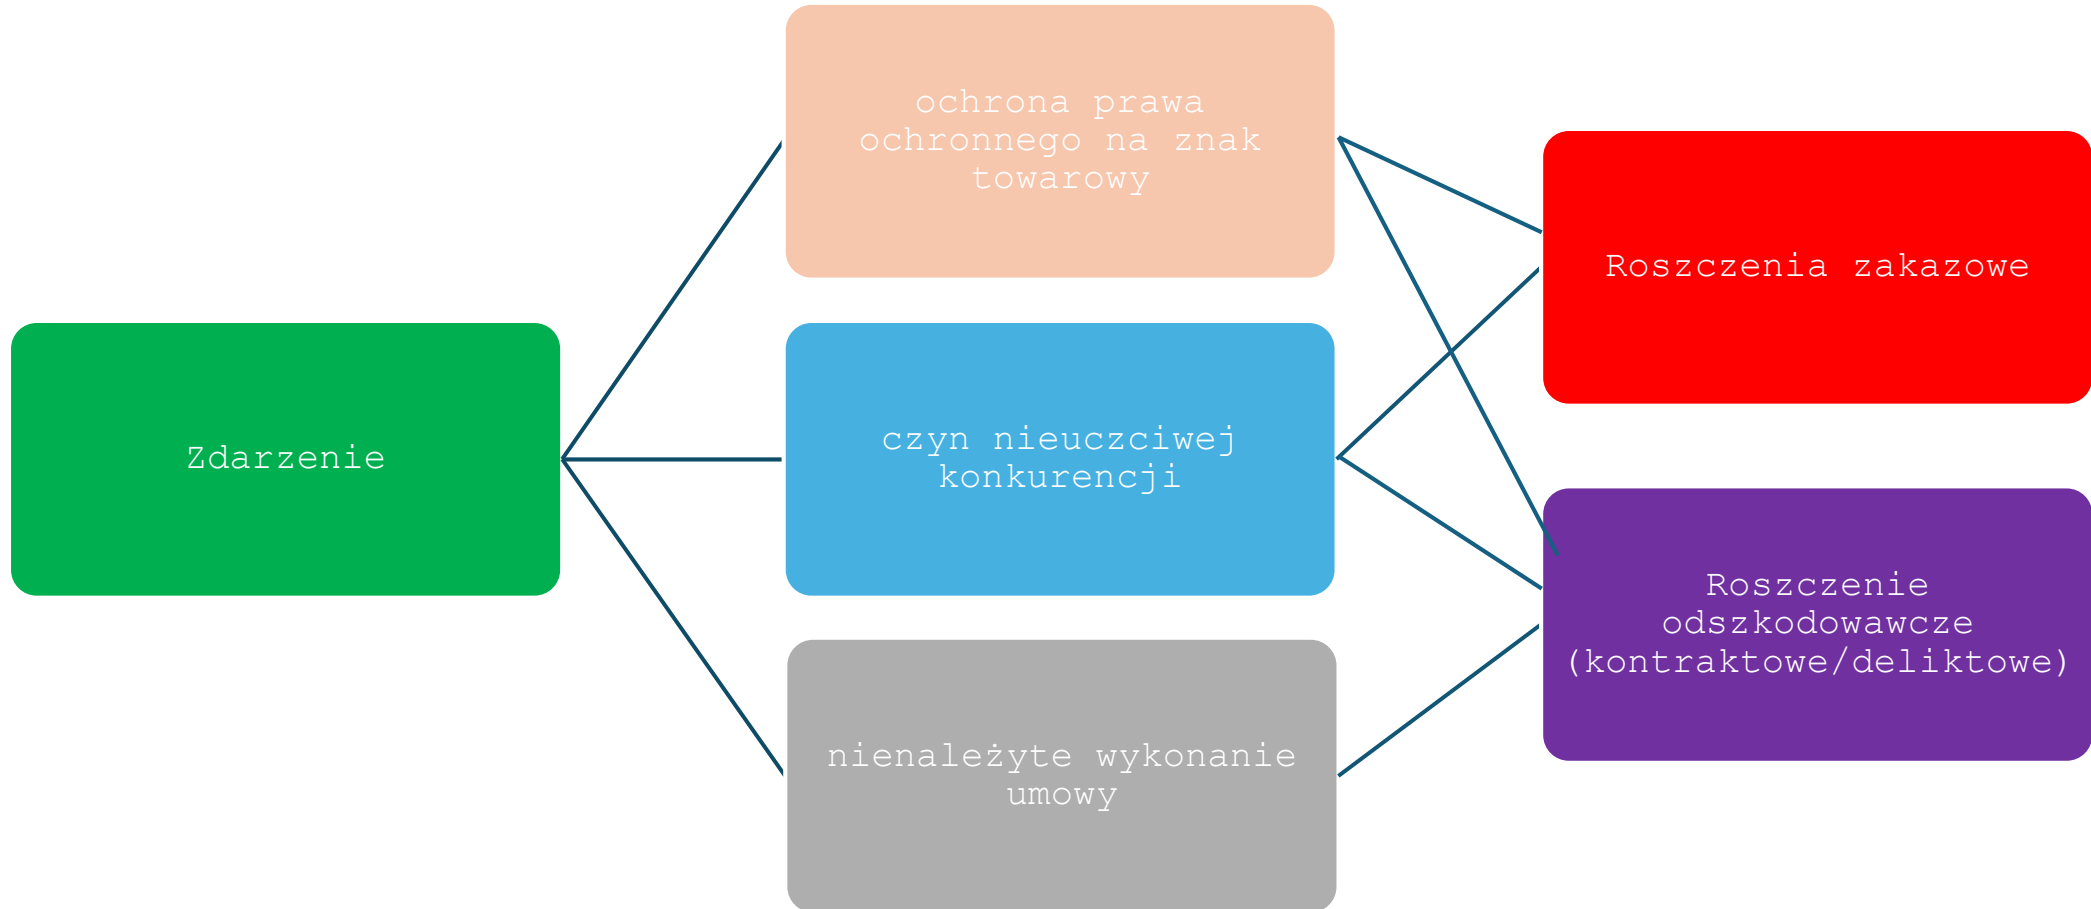 Zdarzenie
ochrona prawa
ochronnego na znak
towarowy
czyn nieuczciwej
konkurencji
nienależyte wykonanie
umowy
Roszczenia zakazowe
Roszczenie
odszkodowawcze
(kontraktowe/deliktowe)